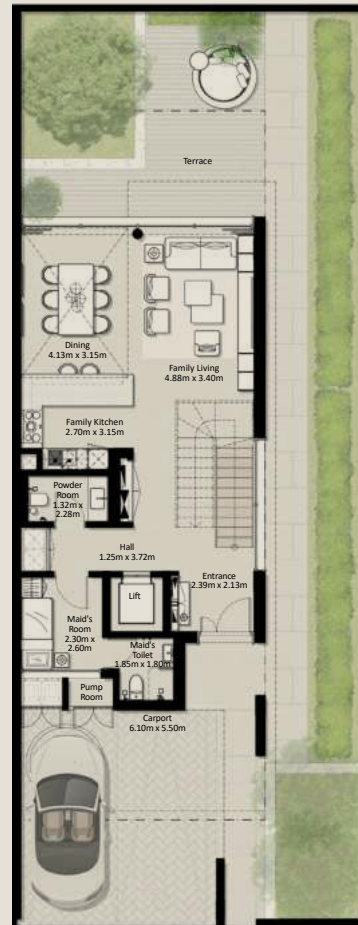 Terrace
Dining
4.13m x 3.15m
Family Living
4.88m x 3.40m
Family Kitchen
2.70m x 3.15m
Powder
Room
1.32m x
2.28m
Hall
1.25m x 3.72m
Entrance
2.39m x 2.13m
Lift
Maid's
Room
2.30m x
2.60m
Maid's
Toilet
1.85m x 1.80m
Pump
Room
Carport
6.10m x 5.50m